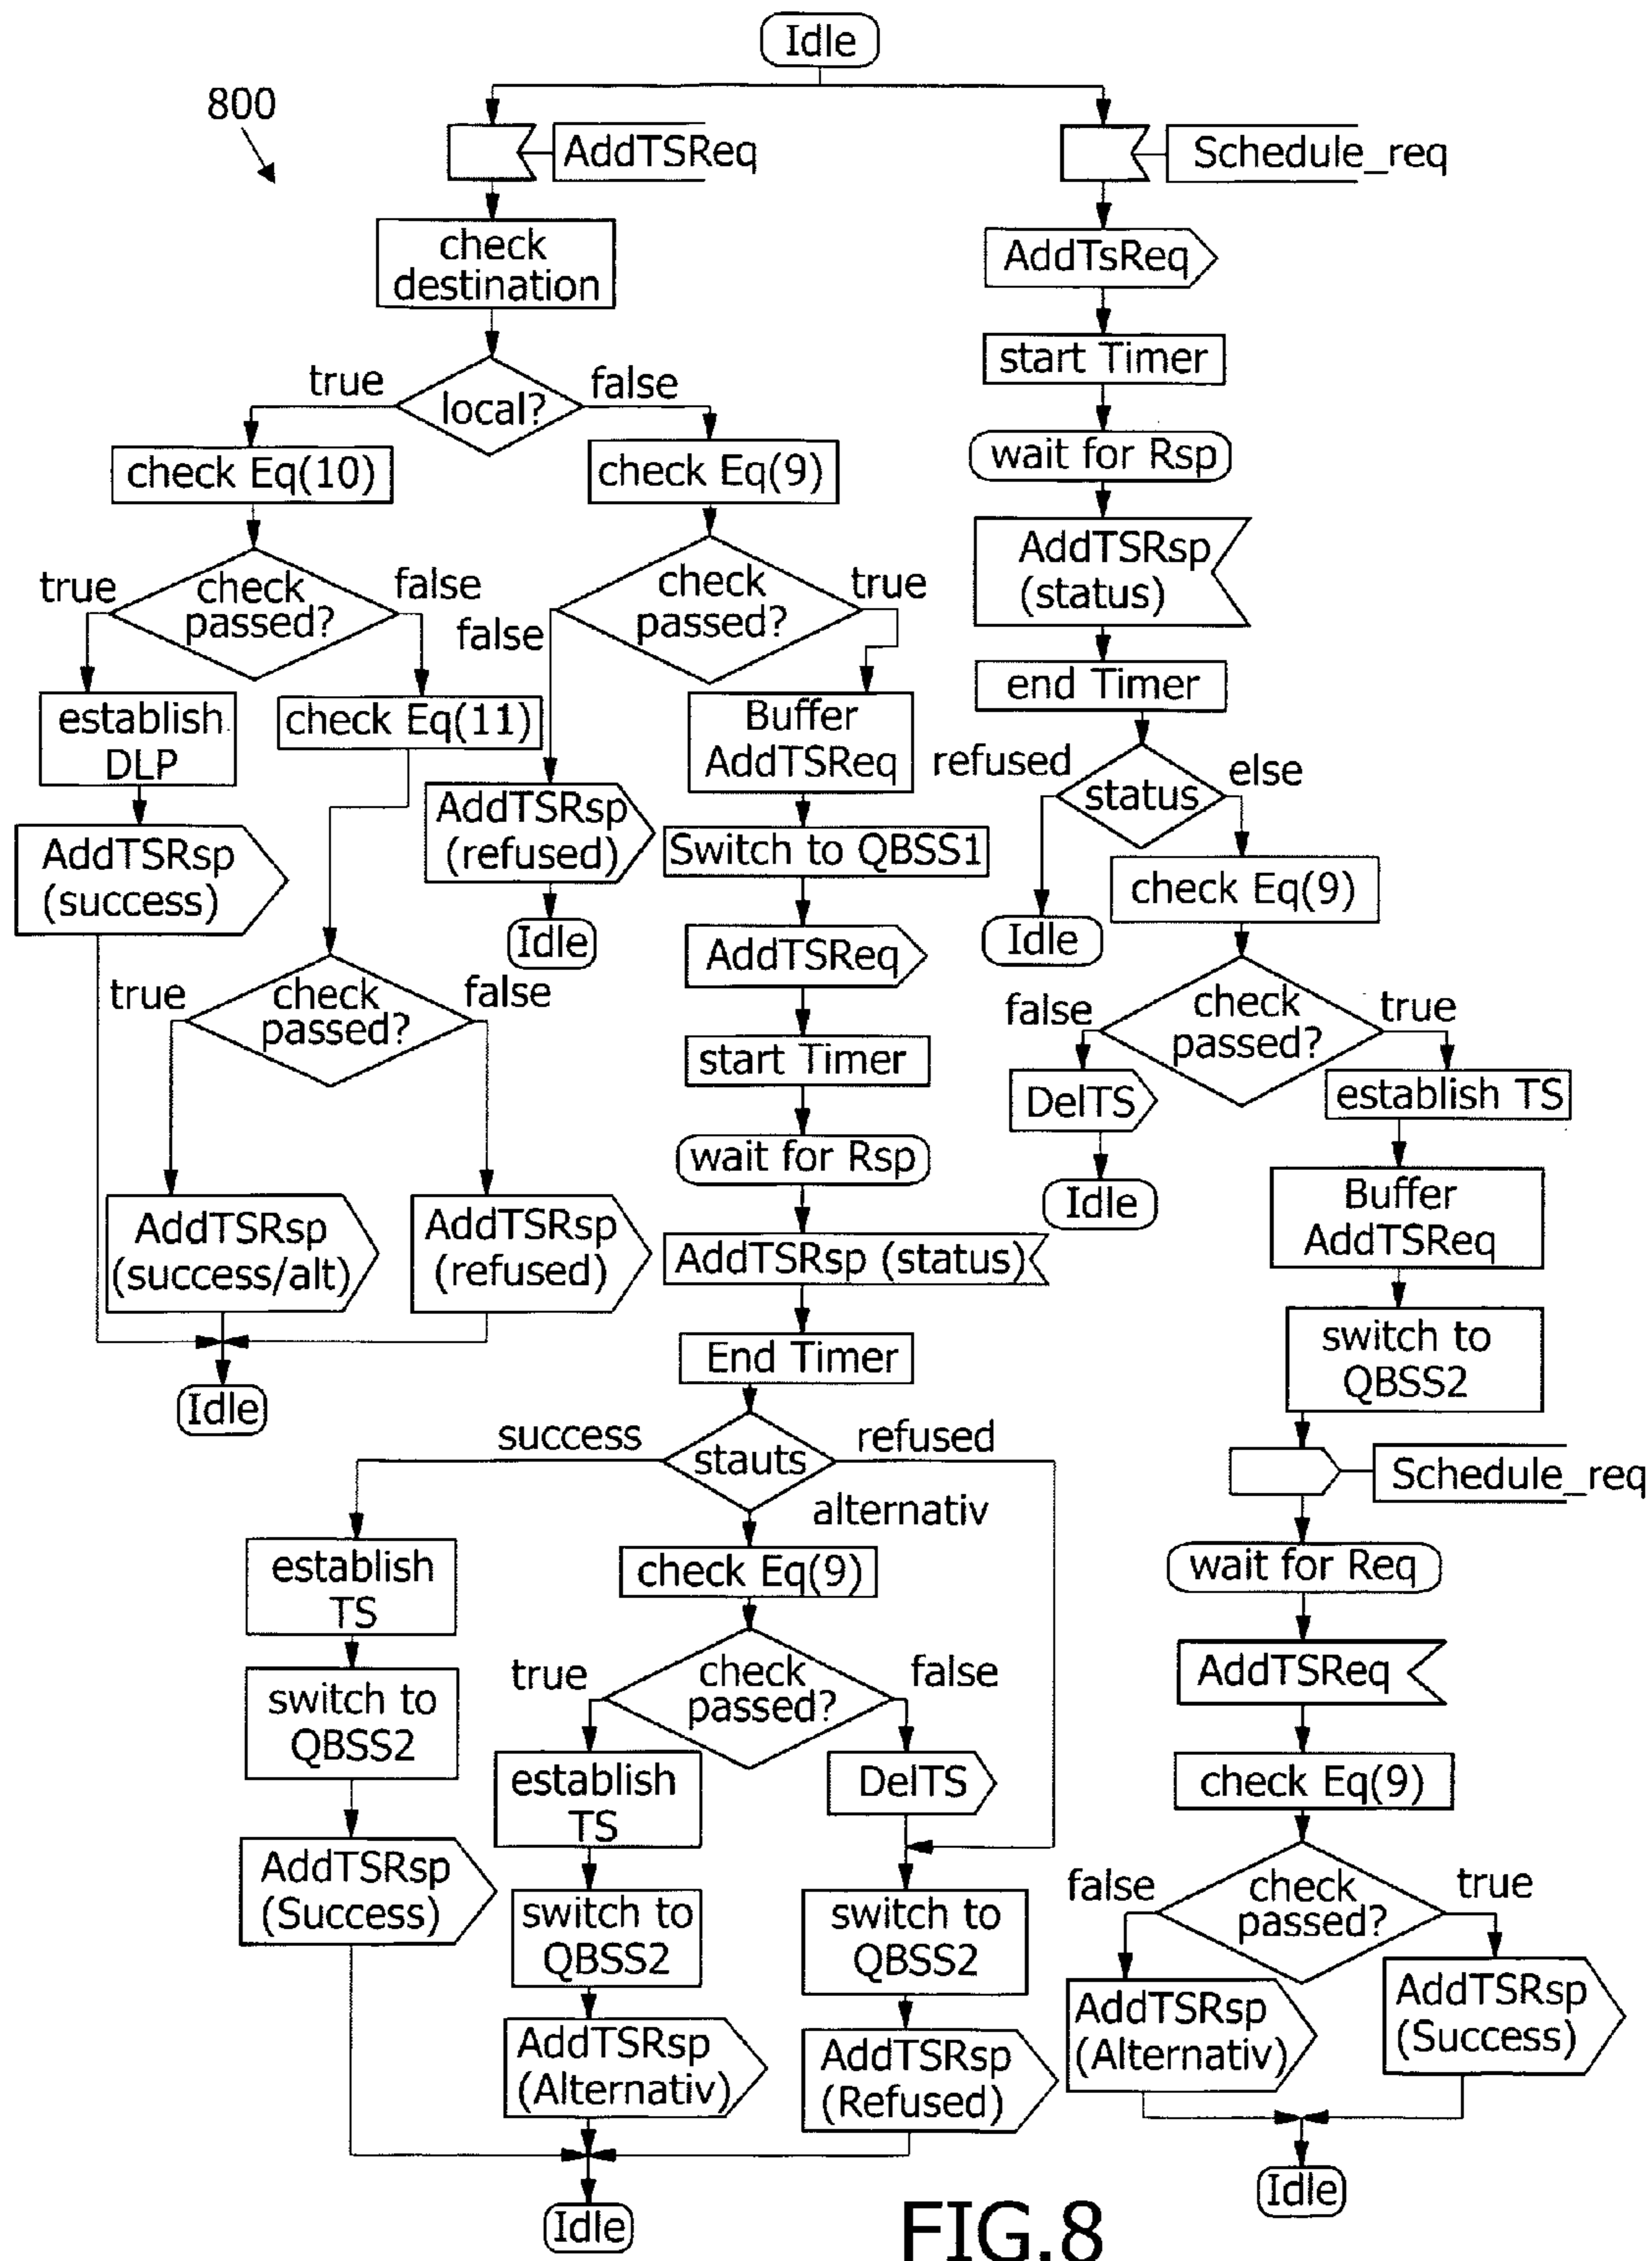 Idle
800
AddTSReq
Schedule_req
check
destination
AddTsReq
start Timer
true
local?
false
check Eq(10)
check Eq(9)
wait for Rsp
AddTSRsp
(status)
true
check
passed?
false
false
check
passed?
true
end Timer
establish
DLP
check Eq(11)
Buffer
AddTSReq
refused
status
else
AddTSRsp
(success)
AddTSRsp
(refused)
Switch to QBSS1
check Eq(9)
Idle
AddTSReq
Idle
true
check
passed?
false
start Timer
false
check
passed?
true
DelTS
establish TS
wait for Rsp
Idle
Buffer
AddTSReq
AddTSRsp
(success/alt)
AddTSRsp
(refused)
AddTSRsp (status)
End Timer
switch to
QBSS2
Idle
success
stauts
refused
alternativ
Schedule_req
establish
TS
check Eq(9)
wait for Req
switch to
QBSS2
true
check
passed?
false
AddTSReq
establish
TS
DelTS
check Eq(9)
AddTSRsp
(Success)
switch to
QBSS2
switch to
QBSS2
false
check
passed?
true
AddTSRsp
(Alternativ)
AddTSRsp
(Refused)
AddTSRsp
(Alternativ)
AddTSRsp
(Success)
Idle
Idle
FIG.8